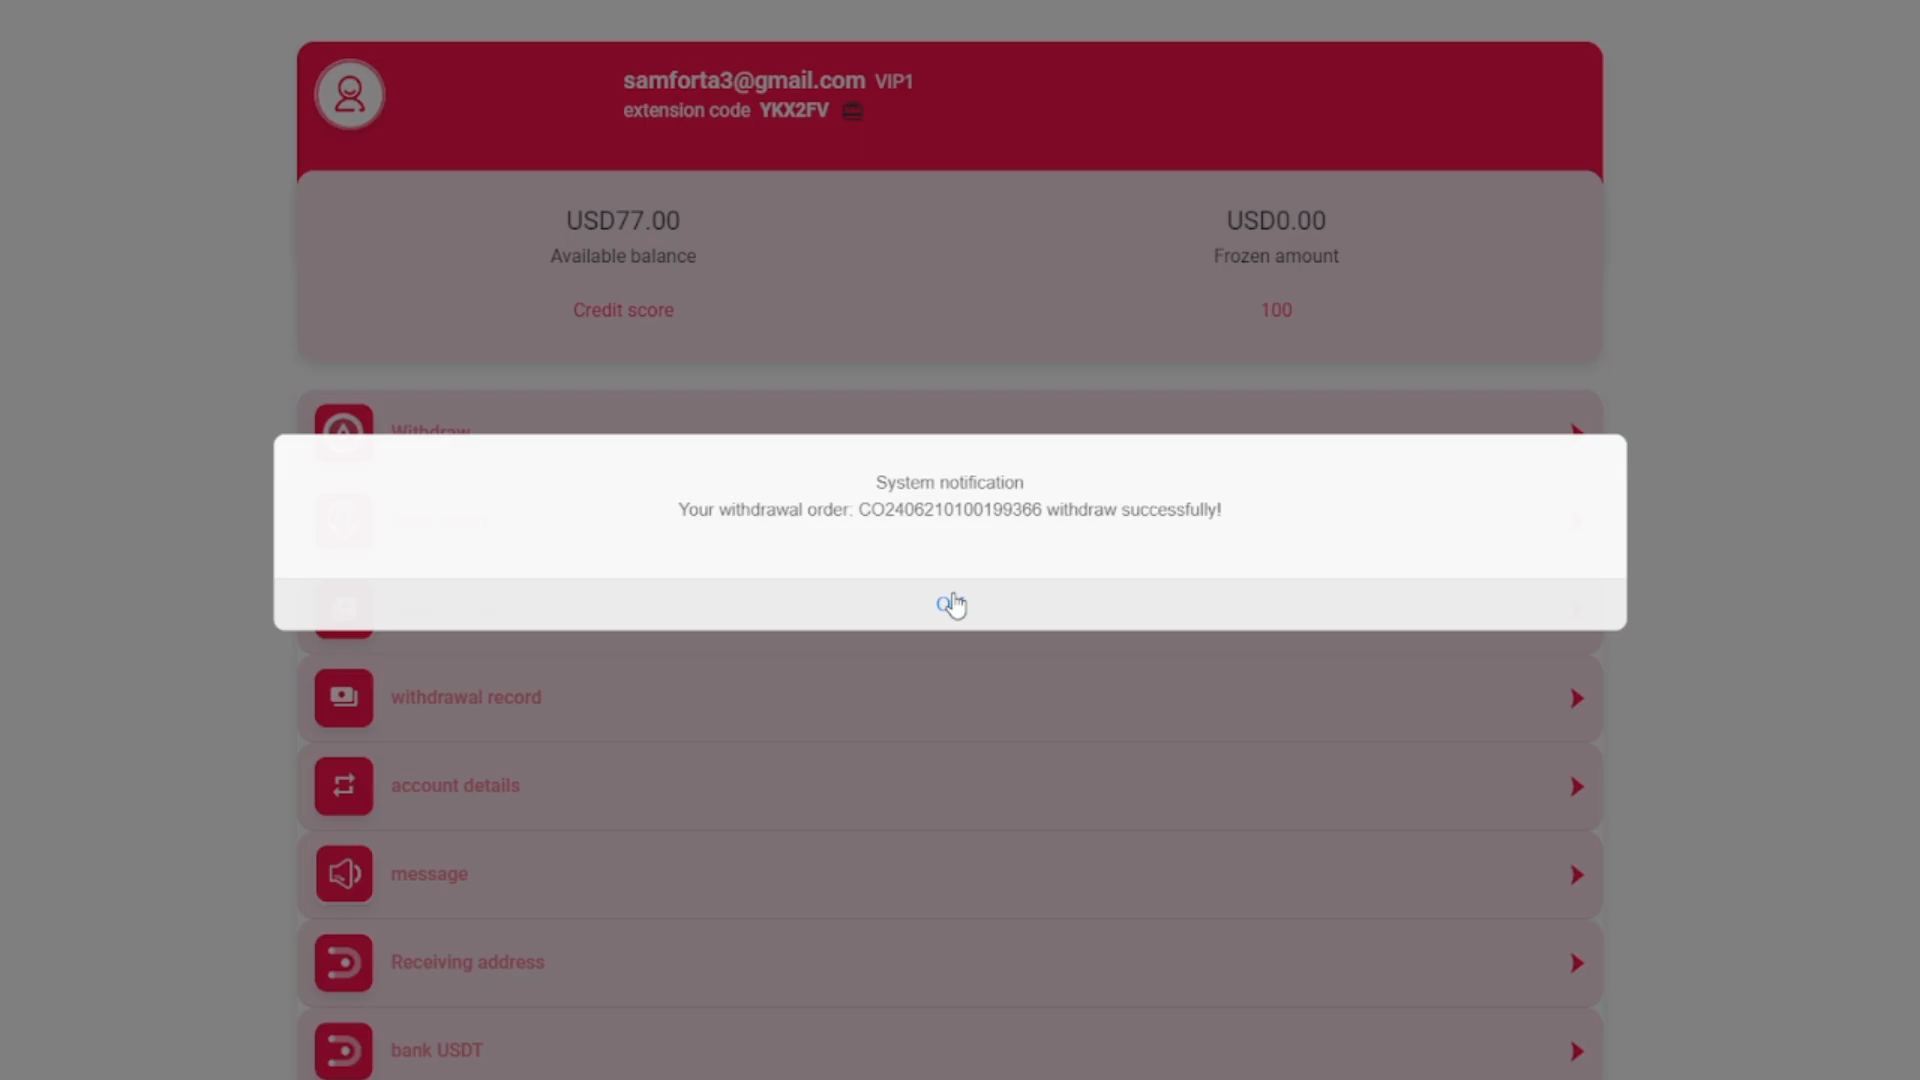 samforta3@gmail.com VIP1
extension code YKX2FV
USD77.00
USD0.00
Available balance
Frozen amount
Credit score
100
Withdraw
System notification
Your withdrawal order: CO2406210100199366 withdraw successfully!
withdrawal record
account details
message
Receiving address
bank USDT